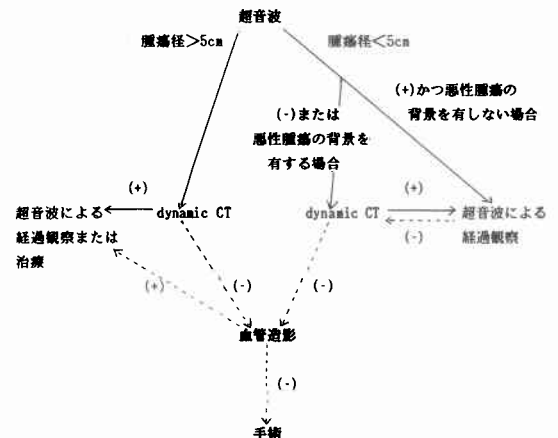 超音波
腫瘍径＞5cm
腫瘍径＜5cm
(+)かつ悪性腫瘍の
背景を有しない場合
(-)または
悪性腫瘍の背景を
有する場合
(+)
dynamic CT
超音波による
経過観察または
治療
dynamic CT
(+)
(-)
超音波による
経過観察
(+)
(-)
(-)
血管造影
(-)
手術